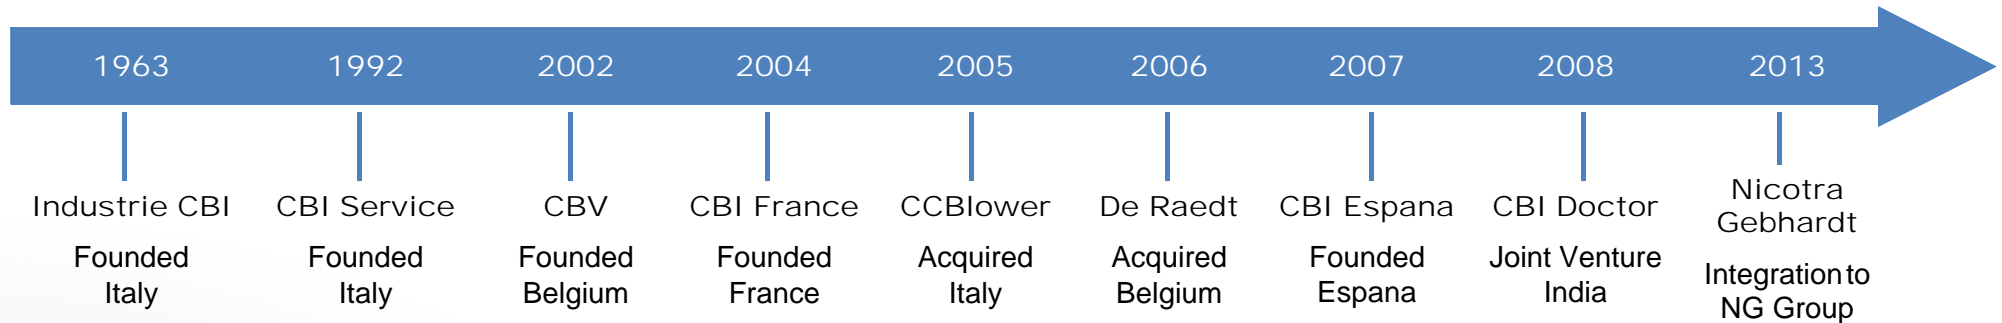 1963 1992 2002 2004 2005 2006 2007 2008 2013
Industrie CBI
Founded
Italy
CBI Service
Founded
Italy
CBV
Founded
Belgium
CBI France
Founded
France
CCBlower
Acquired
Italy
De Raedt
Acquired
Belgium
CBI Espana
Founded
Espana
CBI Doctor
Joint Venture
India
Nicotra
Gebhardt
Integration to
NG Group